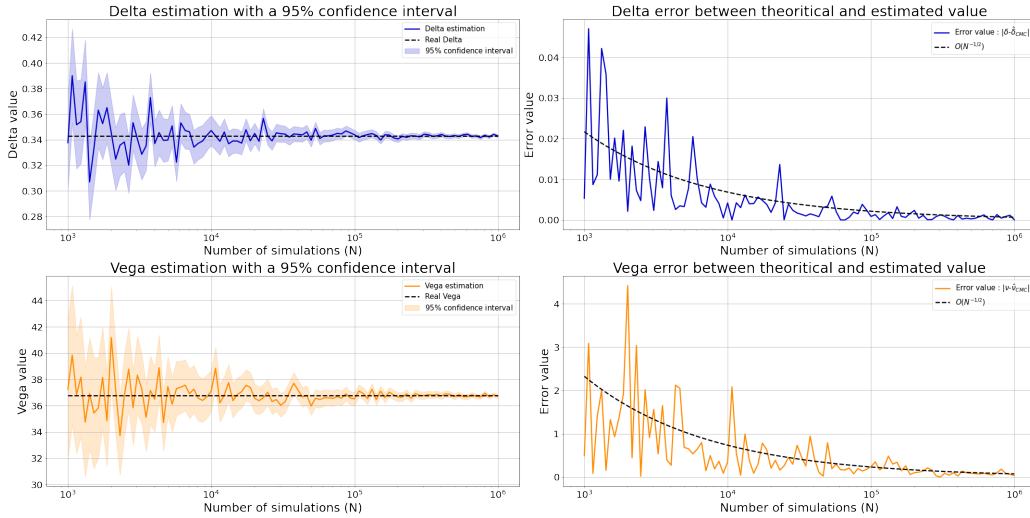 Delta estimation with a 95% confidence interval
Delta value
0.42
0.40
0.38
0.36
0.34
0.32
0.30
0.28
Delta estimation
Real Delta
95% confidence interval
10³
10⁴
10⁵
10⁶
Number of simulations (N)
Delta error between theoritical and estimated value
Error value
0.04
0.03
0.02
0.01
0.00
Error value : |δ-δ̂_CMC|
O(N^-1/2)
10³
10⁴
10⁵
10⁶
Number of simulations (N)
Vega estimation with a 95% confidence interval
Vega value
44
42
40
38
36
34
32
30
Vega estimation
Real Vega
95% confidence interval
10³
10⁴
10⁵
10⁶
Number of simulations (N)
Vega error between theoritical and estimated value
Error value
4
3
2
1
0
Error value : |ν-ν̂_CMC|
O(N^-1/2)
10³
10⁴
10⁵
10⁶
Number of simulations (N)